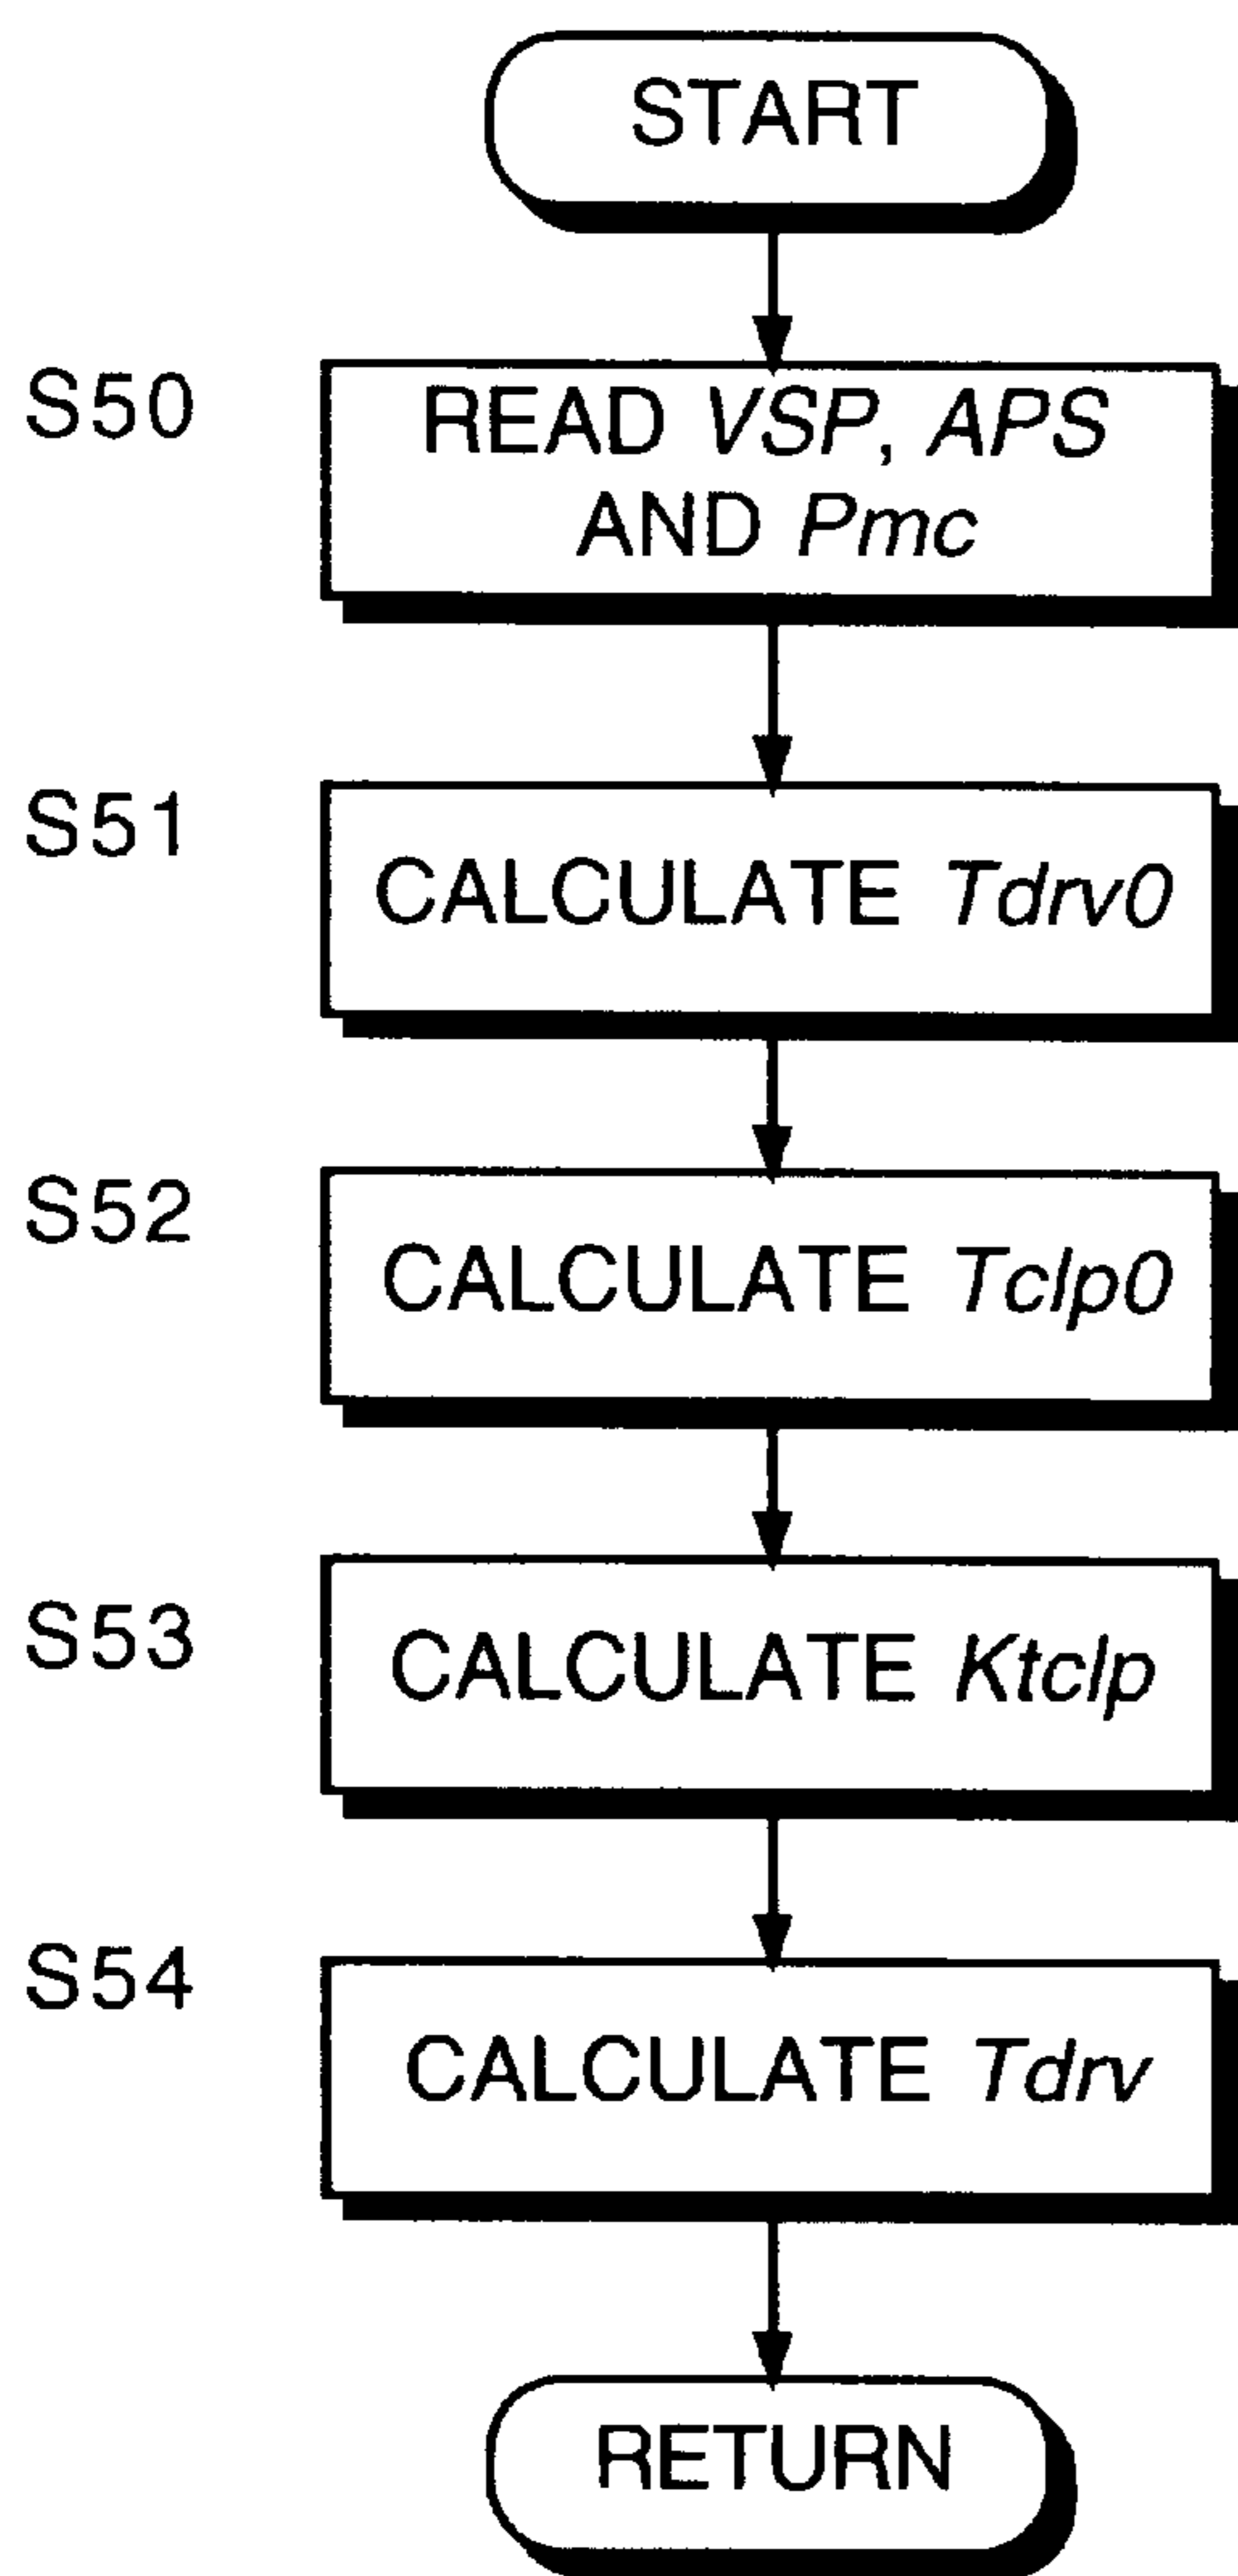 START
S50
READ VSP, APS
AND Pmc
S51
CALCULATE Tdrv0
S52
CALCULATE Tclp0
S53
CALCULATE Ktclp
S54
CALCULATE Tdrv
RETURN